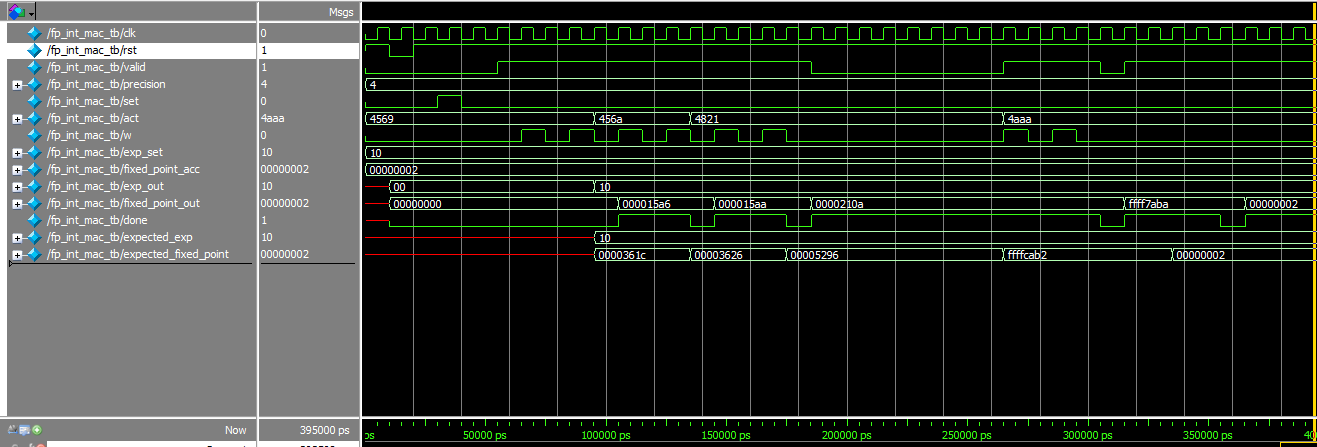 Msgs
/fp_int_mac_tb/clk 0
/fp_int_mac_tb/rst 1
/fp_int_mac_tb/valid 1
/fp_int_mac_tb/precision 4 4
/fp_int_mac_tb/set 0
/fp_int_mac_tb/act 4aaa 4569 456a 4821 4aaa
/fp_int_mac_tb/w 0
/fp_int_mac_tb/exp_set 10 10
/fp_int_mac_tb/fixed_point_acc 00000002 00000002
/fp_int_mac_tb/exp_out 10 00 10
/fp_int_mac_tb/fixed_point_out 00000002 00000000 000015a6 000015aa 0000210a ffff7aba 00000002
/fp_int_mac_tb/done 1
/fp_int_mac_tb/expected_exp 10 10
/fp_int_mac_tb/expected_fixed_point 00000002 0000361c 00003626 00005296 ffffcab2 00000002
Now 395000 ps ps 50000 ps 100000 ps 150000 ps 200000 ps 250000 ps 300000 ps 350000 ps 40